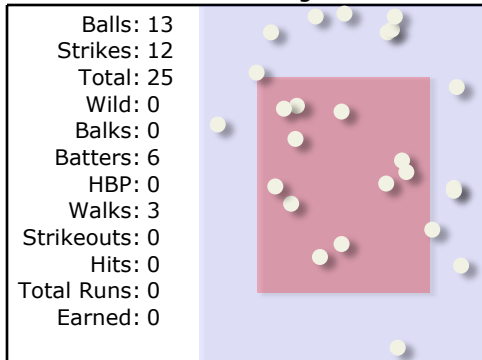 Balls: 13
Strikes: 12
Total: 25
Wild: 0
Balks: 0
Batters: 6
HBP: 0
Walks: 3
Strikeouts: 0
Hits: 0
Total Runs: 0
Earned: 0